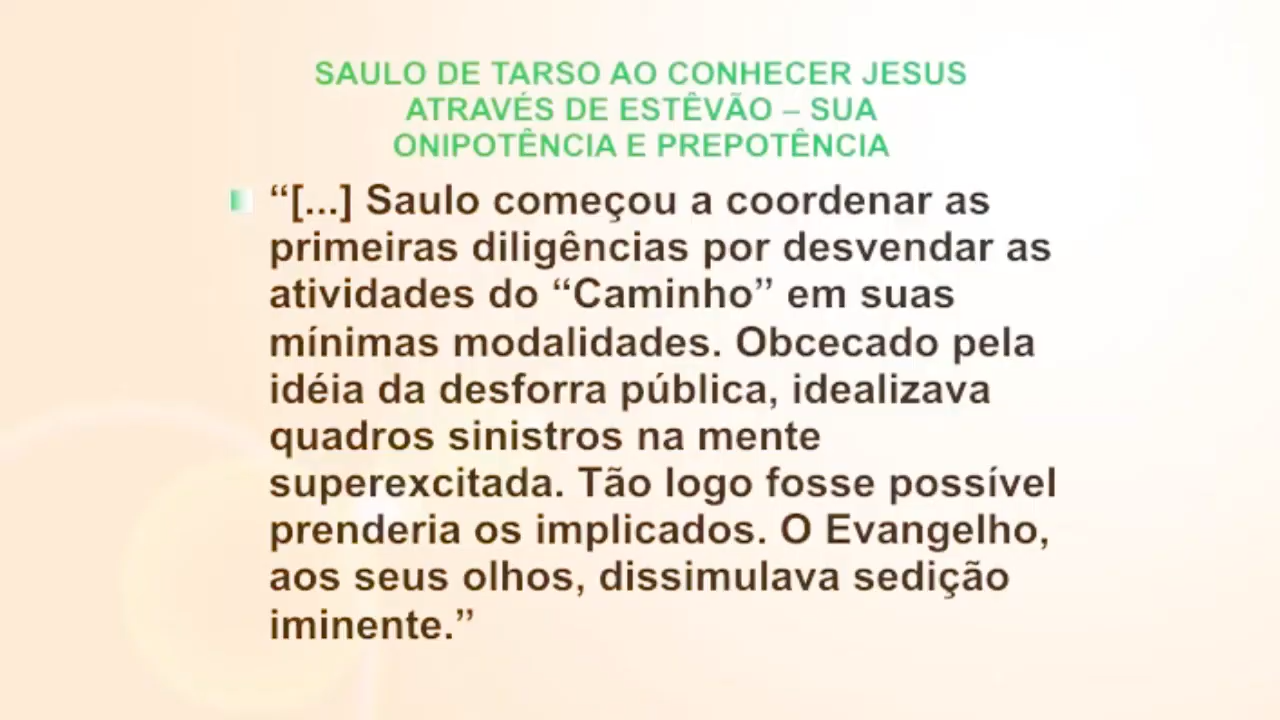 SAULO DE TARSO AO CONHECER JESUS
ATRAVÉS DE ESTÊVÃO – SUA
ONIPOTÊNCIA E PREPOTÊNCIA
“[...] Saulo começou a coordenar as
primeiras diligências por desvendar as
atividades do “Caminho” em suas
mínimas modalidades. Obcecado pela
idéia da desforra pública, idealizava
quadros sinistros na mente
superexcitada. Tão logo fosse possível
prenderia os implicados. O Evangelho,
aos seus olhos, dissimulava sedição
iminente.”